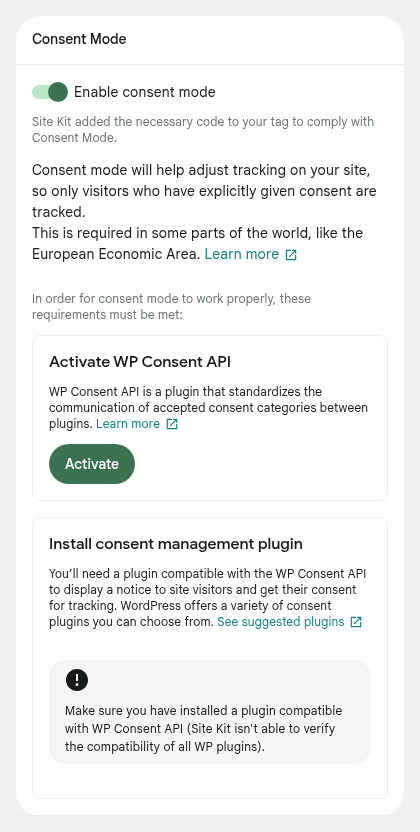 Consent Mode
Enable consent mode
Site Kit added the necessary code to your tag to comply with
Consent Mode.
Consent mode will help adjust tracking on your site,
so only visitors who have explicitly given consent are
tracked.
This is required in some parts of the world, like the
European Economic Area. Learn more
In order for consent mode to work properly, these
requirements must be met:
Activate WP Consent API
WP Consent API is a plugin that standardizes the
communication of accepted consent categories between
plugins. Learn more
Activate
Install consent management plugin
You’ll need a plugin compatible with the WP Consent API
to display a notice to site visitors and get their consent
for tracking. WordPress offers a variety of consent
plugins you can choose from. See suggested plugins
Make sure you have installed a plugin compatible
with WP Consent API (Site Kit isn't able to verify
the compatibility of all WP plugins).